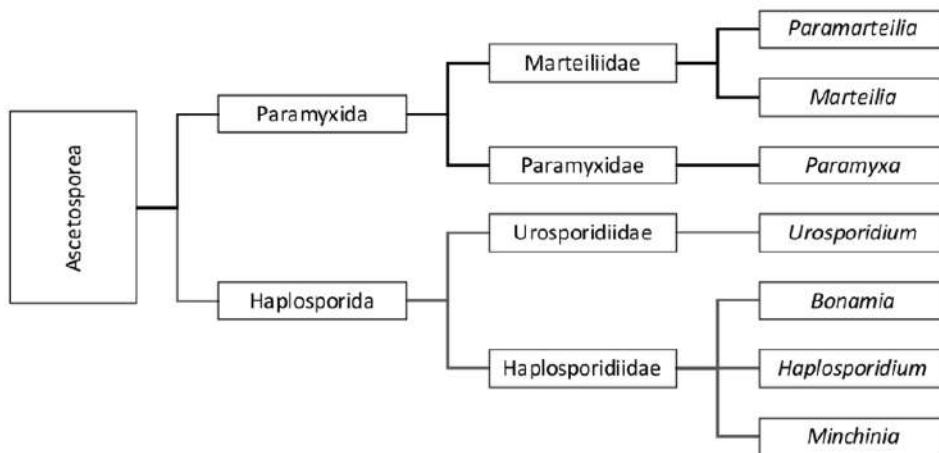 Ascetosporea
Paramyxida
Haplosporida
Marteiliidae
Paramyxidae
Urosporidiidae
Haplosporidiidae
Paramarteilia
Marteilia
Paramyxa
Urosporidium
Bonamia
Haplosporidium
Minchinia